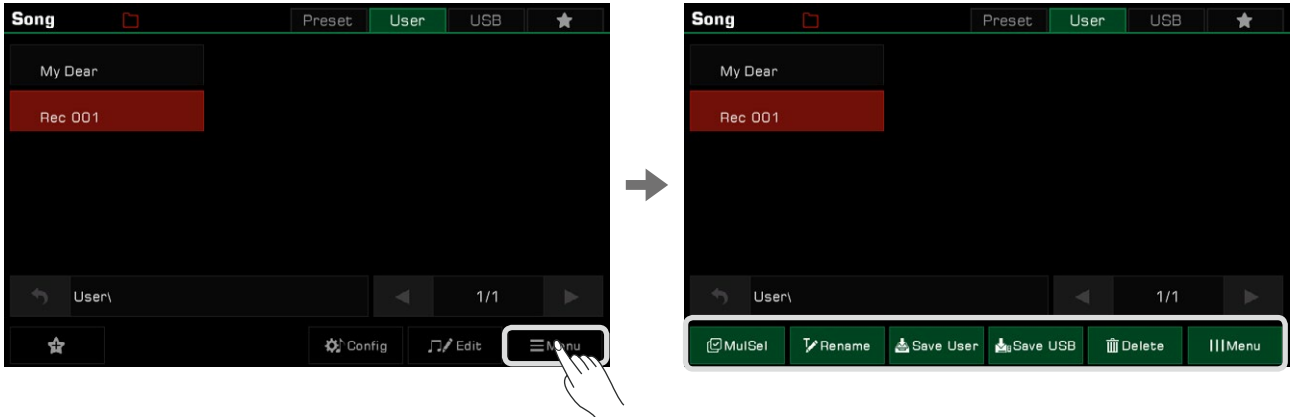 Song Preset User USB
My Dear
Rec 001
User\ 1/1
Config Edit Menu
Song Preset User USB
My Dear
Rec 001
User\ 1/1
MulSel Rename Save User Save USB Delete Menu